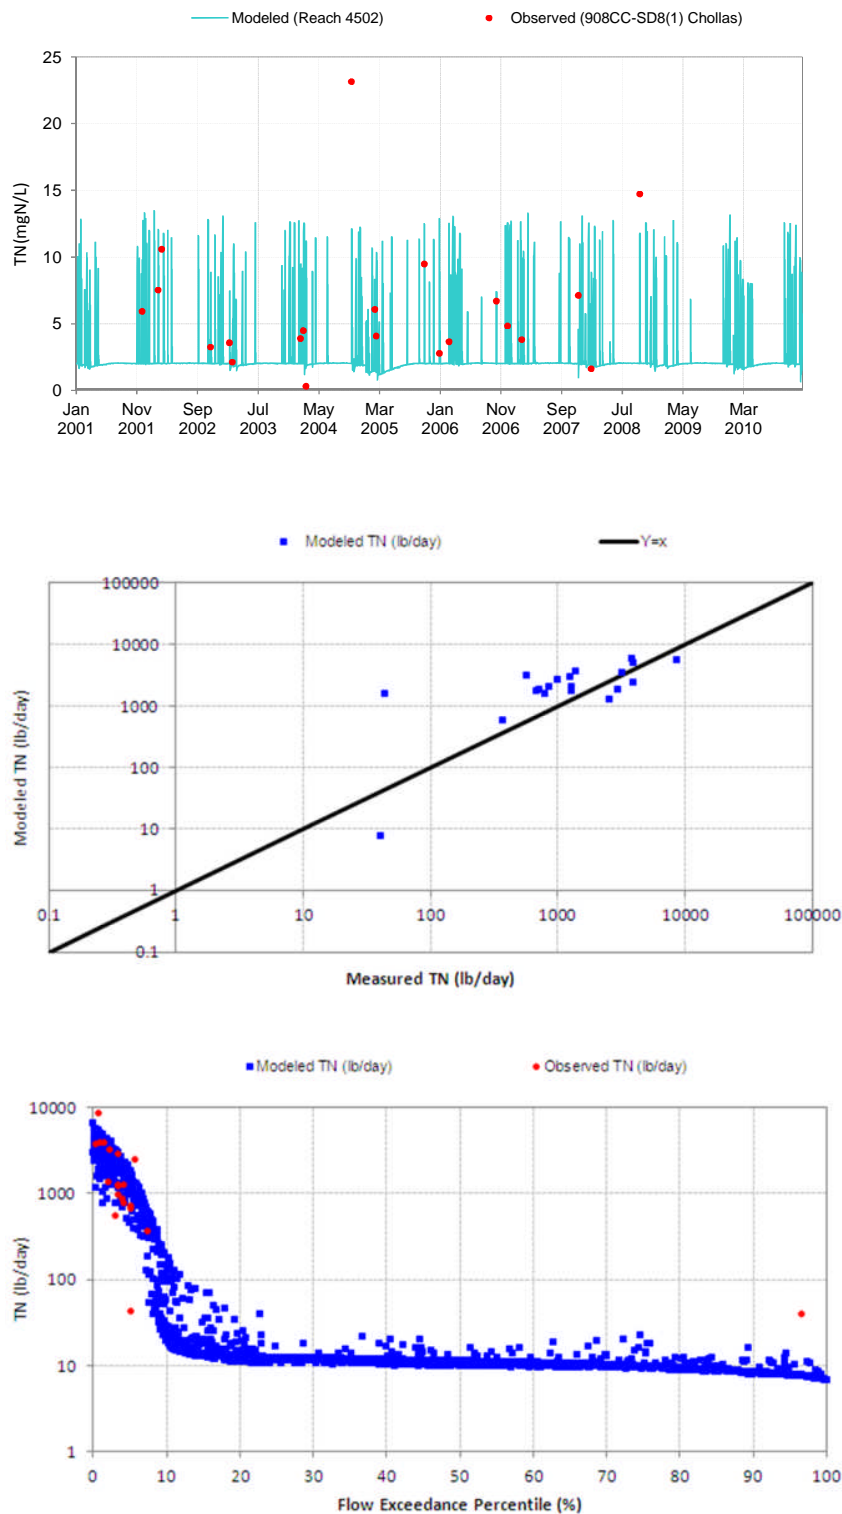 Modeled (Reach 4502) Observed (908CC-SD8(1) Chollas)
25
20
15
10
5
0
TN(mgN/L)
Jan Nov Sep Jul May Mar Jan Nov Sep Jul May Mar
2001 2001 2002 2003 2004 2005 2006 2006 2007 2008 2009 2010
Modeled TN (lb/day) Y=x
100000
10000
1000
100
10
1
0.1
Modeled TN (lb/day)
0.1 1 10 100 1000 10000 100000
Measured TN (lb/day)
Modeled TN (lb/day) Observed TN (lb/day)
10000
1000
100
10
1
TN (lb/day)
0 10 20 30 40 50 60 70 80 90 100
Flow Exceedance Percentile (%)